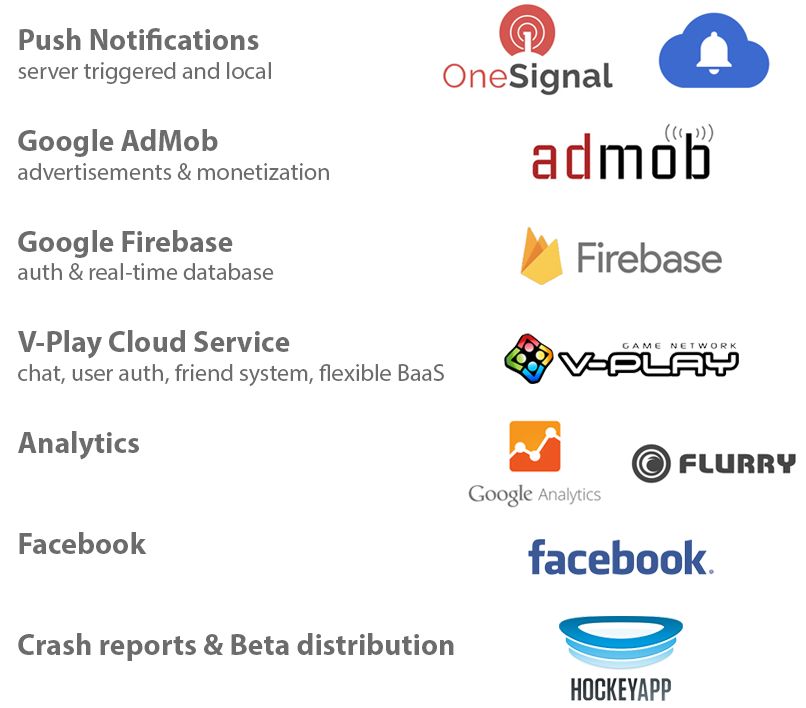 Push Notifications
server triggered and local
OneSignal
Google AdMob
advertisements & monetization
admob
Google Firebase
auth & real-time database
Firebase
V-Play Cloud Service
chat, user auth, friend system, flexible BaaS
GAME NETWORK
V-PLAY
Analytics
Google Analytics
FLURRY
Facebook
facebook®
Crash reports & Beta distribution
HOCKEYAPP